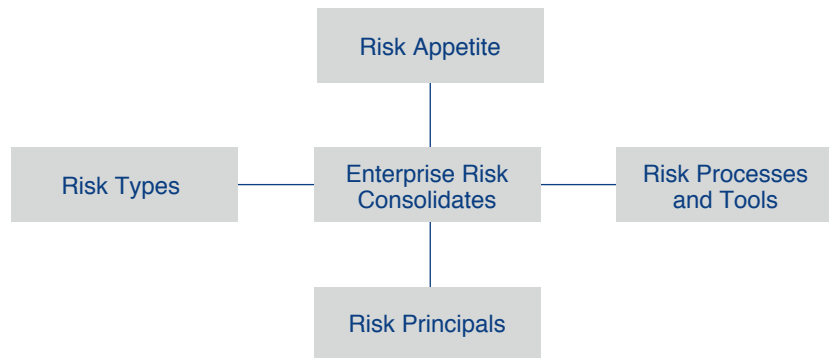 Risk Appetite
Risk Types
Enterprise Risk
Consolidates
Risk Processes
and Tools
Risk Principals